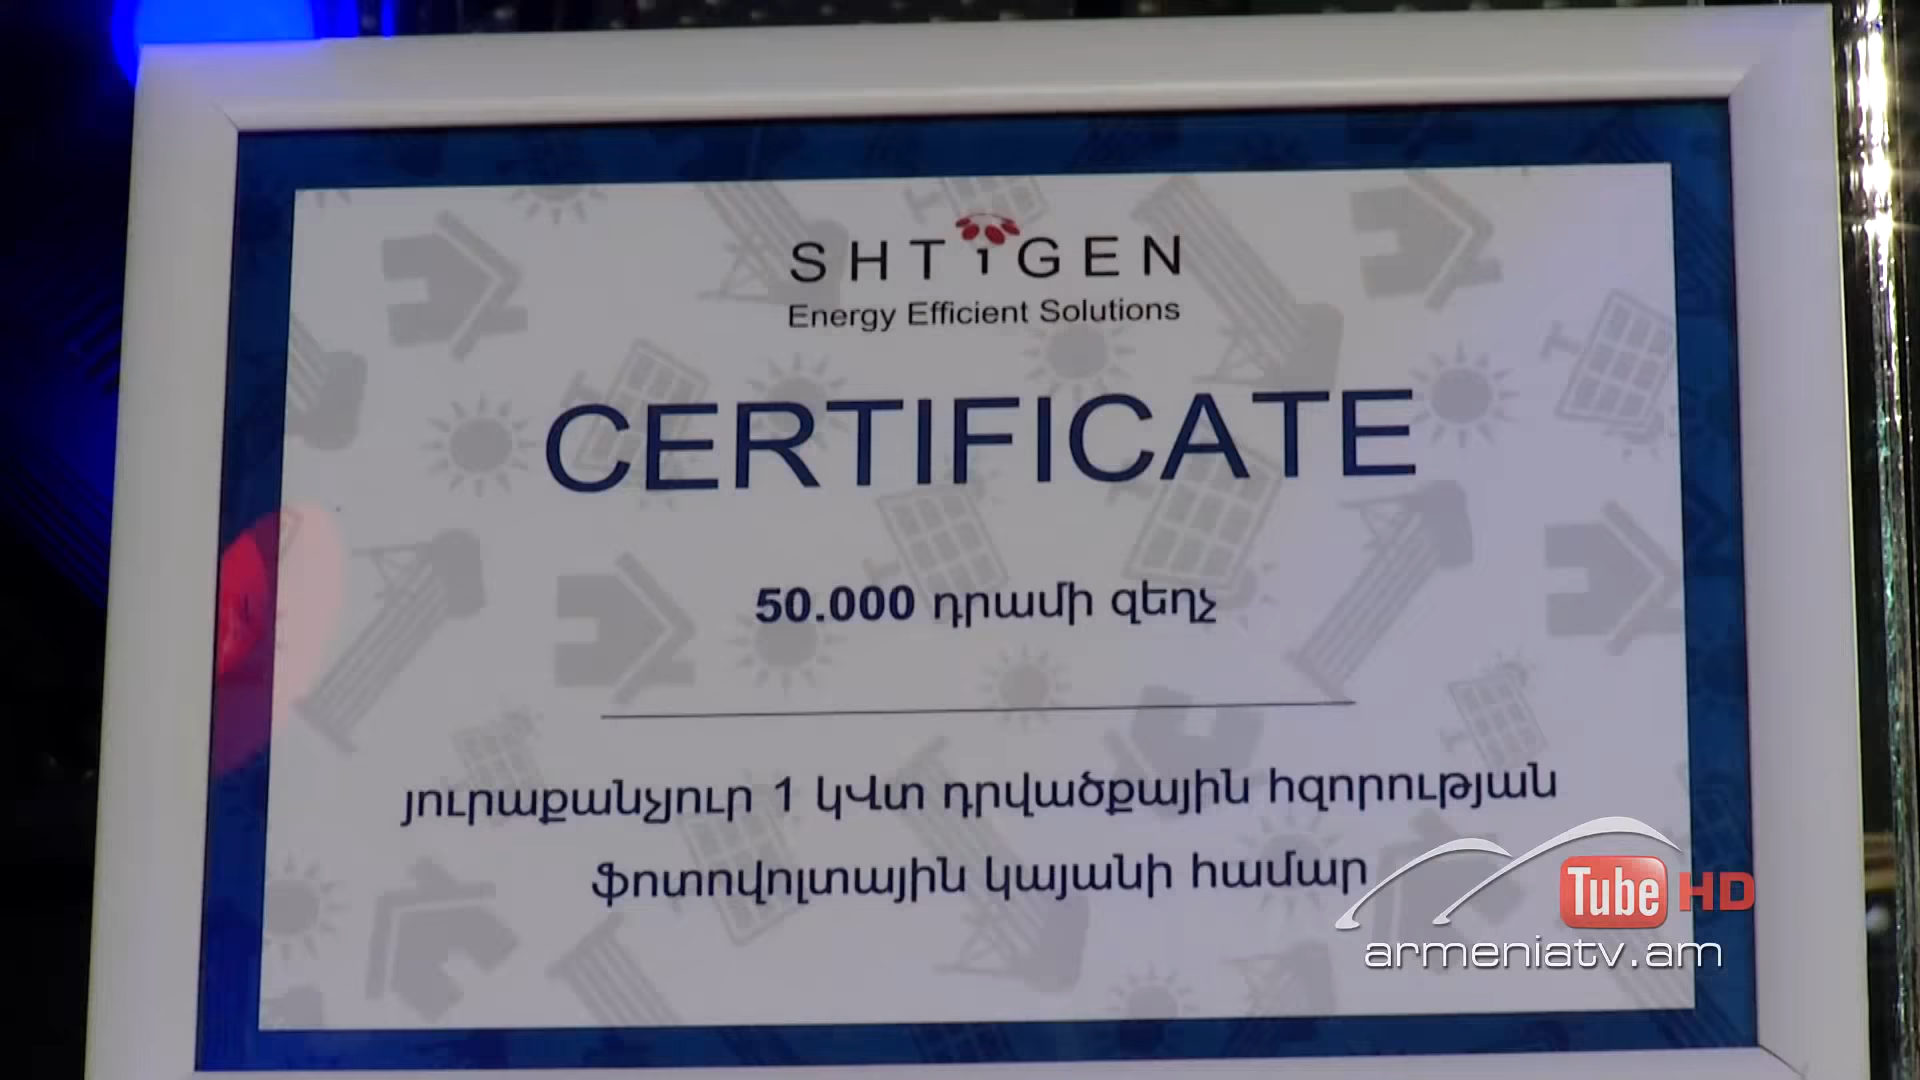 SHTIGEN
Energy Efficient Solutions
CERTIFICATE
50.000 դրամի զեղչ
յուրաքանչյուր 1 կՎտ դրվածքային հզորության
ֆոտովոլտային կայանի համար
Tube HD
armeniatv.am